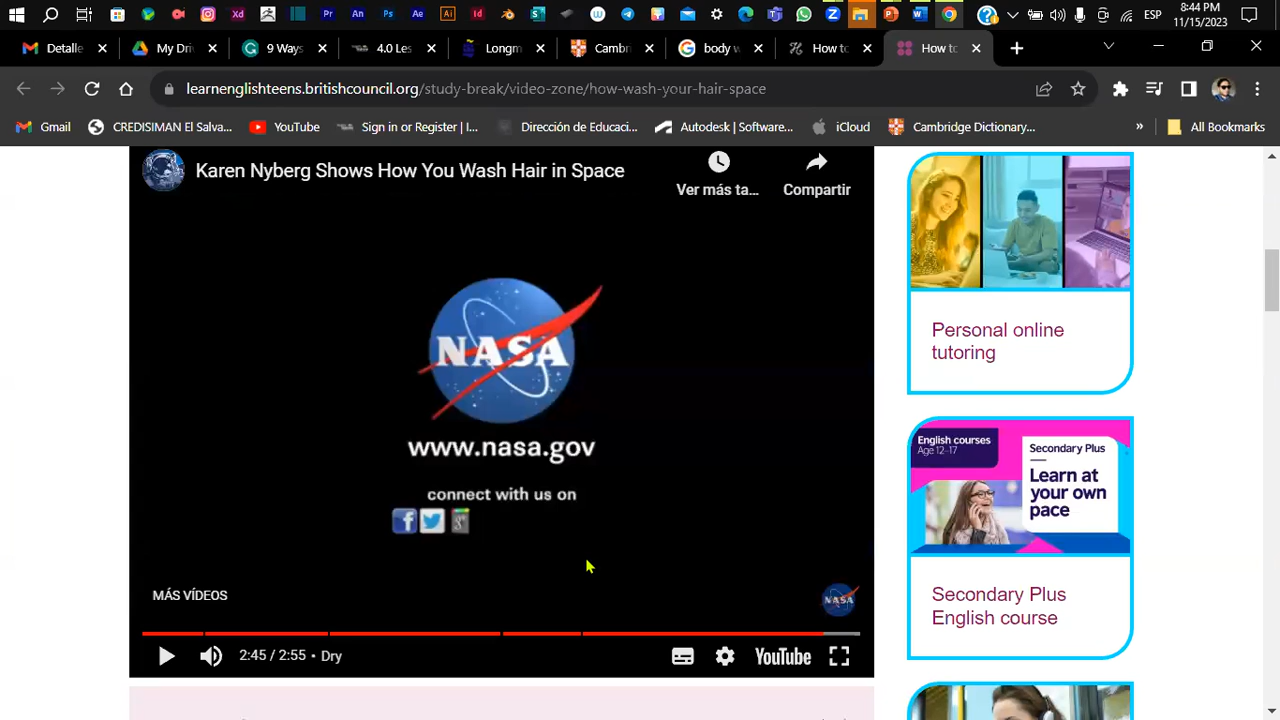 8:44 PM
ESP
11/15/2023
Detalle
My Dri
9 Ways
4.0 Les
Longm
Cambri
body w
How to
How to
learnenglishteens.britishcouncil.org/study-break/video-zone/how-wash-your-hair-space
Gmail
CREDISIMAN El Salva...
YouTube
Sign in or Register | I...
Dirección de Educaci...
Autodesk | Software...
iCloud
Cambridge Dictionary...
»
All Bookmarks
Karen Nyberg Shows How You Wash Hair in Space
Ver más ta...
Compartir
NASA
www.nasa.gov
connect with us on
MÁS VÍDEOS
NASA
2:45 / 2:55 • Dry
YouTube
Personal online
tutoring
English courses
Age 12-17
Secondary Plus
Learn at
your own
pace
Secondary Plus
English course